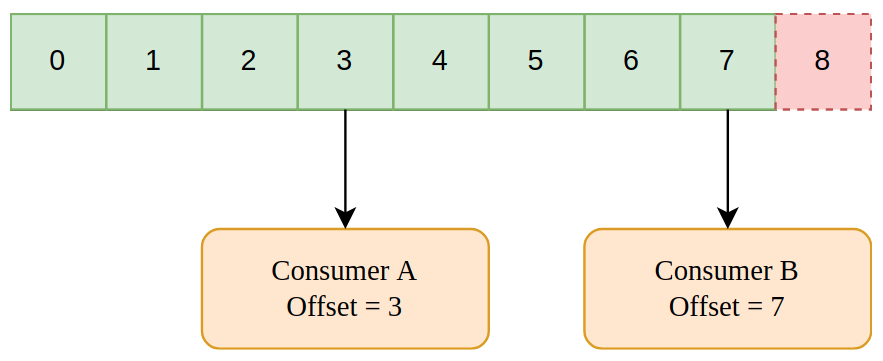 0 1 2 3 4 5 6 7 8
Consumer A
Offset = 3
Consumer B
Offset = 7